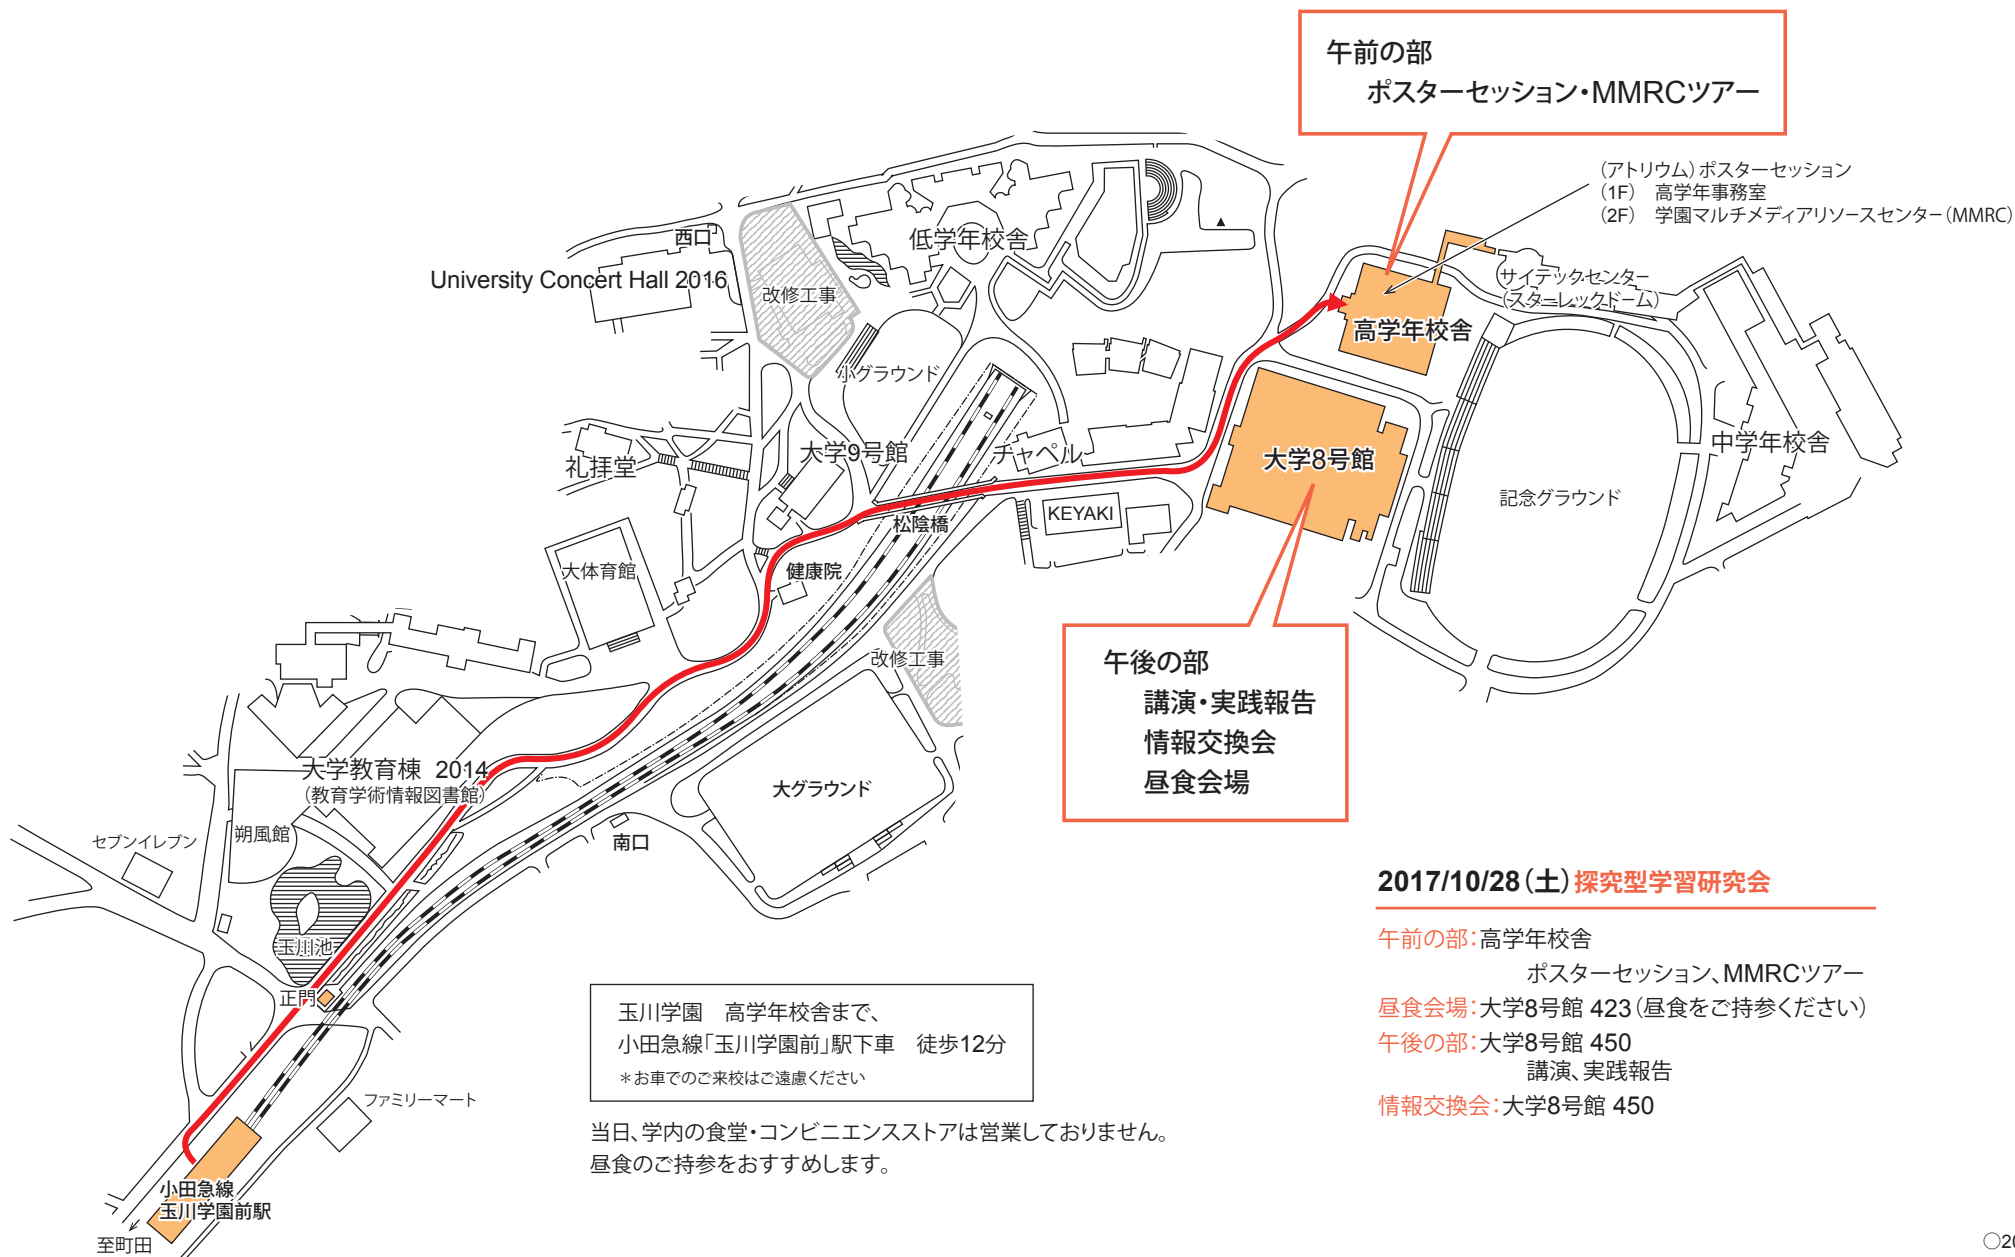 午前の部
ポスターセッション・MMRCツアー
(アトリウム)ポスターセッション
(1F) 高学年事務室
(2F) 学園マルチメディアリソースセンター(MMRC)
西口
低学年校舎
University Concert Hall 2016
改修工事
サイテックセンター
(スターレックドーム)
高学年校舎
小グラウンド
大学9号館
チャペル
礼拝堂
大学8号館
中学年校舎
記念グラウンド
KEYAKI
松陰橋
大体育館
健康院
改修工事
午後の部
講演・実践報告
情報交換会
昼食会場
大学教育棟 2014
(教育学術情報図書館)
大グラウンド
セブンイレブン
朔風館
南口
玉川池
正門
2017/10/28(土)探究型学習研究会
午前の部:高学年校舎
ポスターセッション、MMRCツアー
昼食会場:大学8号館 423(昼食をご持参ください)
午後の部:大学8号館 450
講演、実践報告
情報交換会:大学8号館 450
玉川学園 高学年校舎まで、
小田急線「玉川学園前」駅下車 徒歩12分
*お車でのご来校はご遠慮ください
ファミリーマート
当日、学内の食堂・コンビニエンスストアは営業しておりません。
昼食のご持参をおすすめします。
小田急線
玉川学園前駅
至町田